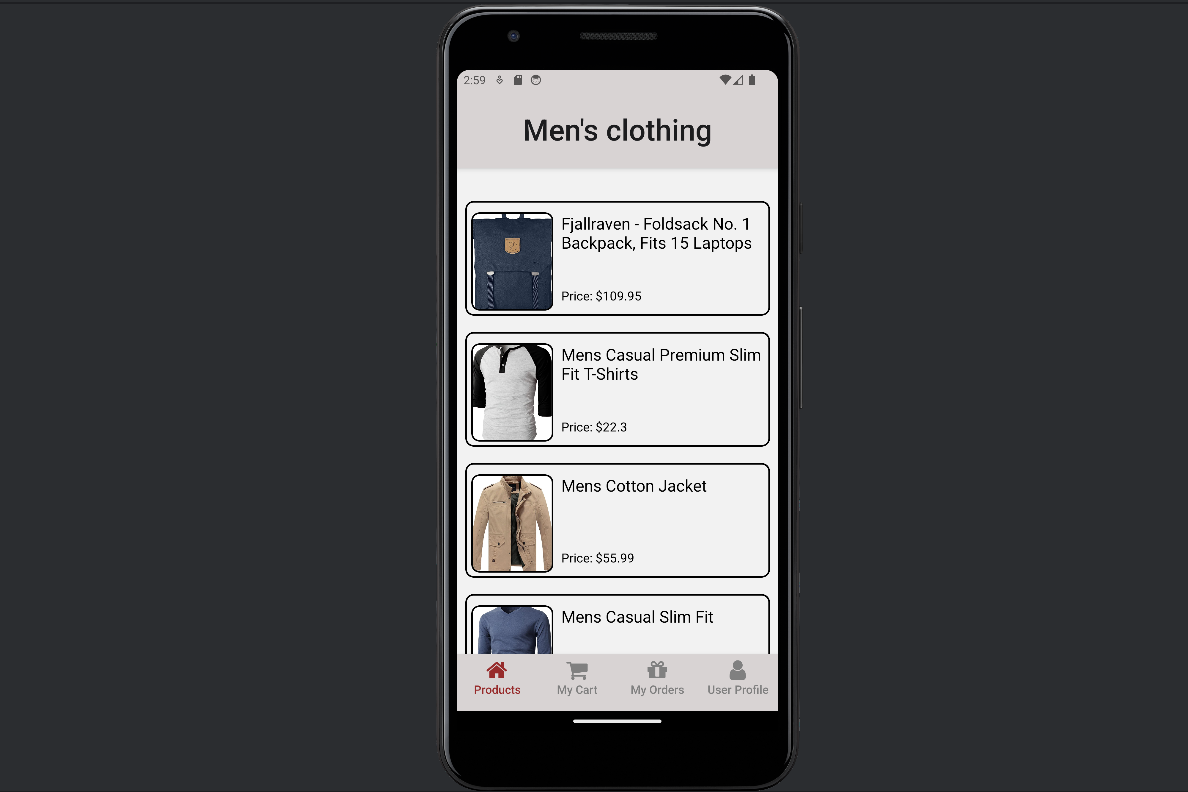 2:59
Men's clothing
Fjallraven - Foldsack No. 1
Backpack, Fits 15 Laptops
Price: $109.95
Mens Casual Premium Slim
Fit T-Shirts
Price: $22.3
Mens Cotton Jacket
Price: $55.99
Mens Casual Slim Fit
Products My Cart My Orders User Profile